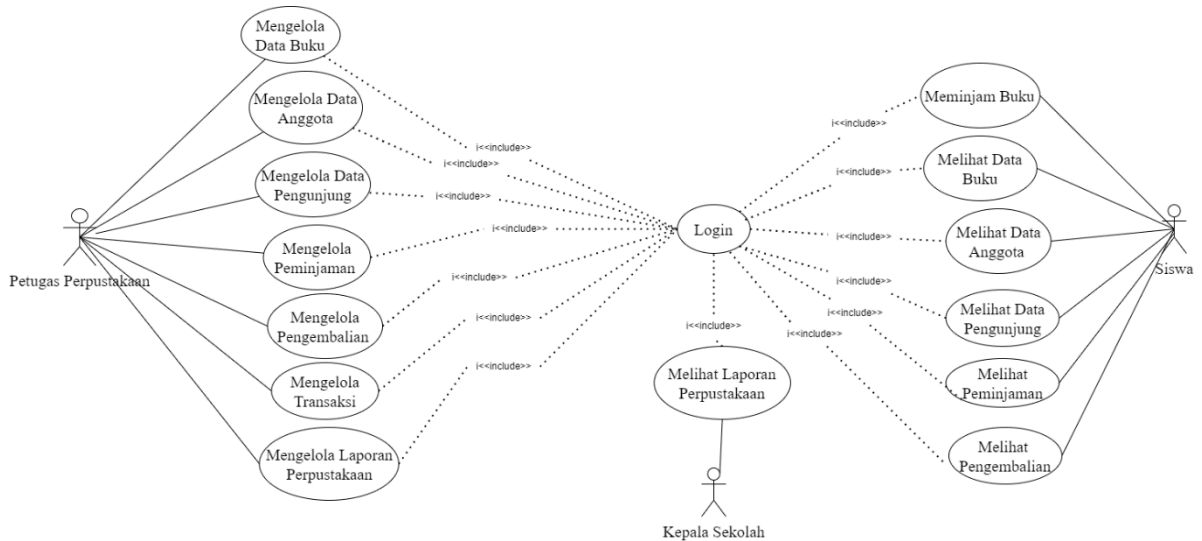 Mengelola
Data Buku
Mengelola Data
Anggota
Mengelola Data
Pengunjung
Mengelola
Peminjaman
Mengelola
Pengembalian
Mengelola
Transaksi
Mengelola Laporan
Perpustakaan
Petugas Perpustakaan
i<<include>>
i<<include>>
i<<include>>
i<<include>>
i<<include>>
i<<include>>
i<<include>>
Login
i<<include>>
Melihat Laporan
Perpustakaan
Kepala Sekolah
i<<include>>
i<<include>>
i<<include>>
i<<include>>
i<<include>>
i<<include>>
Meminjam Buku
Melihat Data
Buku
Melihat Data
Anggota
Melihat Data
Pengunjung
Melihat
Peminjaman
Melihat
Pengembalian
Siswa